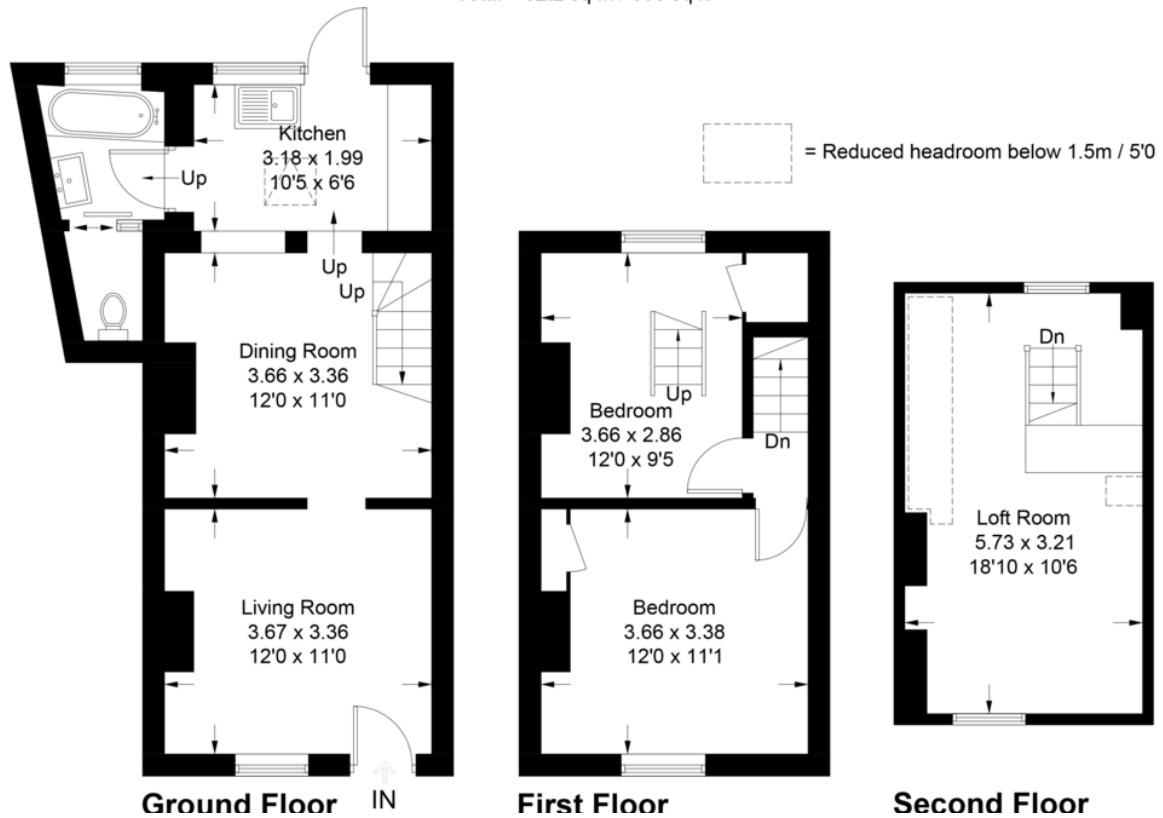 Kitchen
3.18 x 1.99
10'5 x 6'6
Up
Up
Up
Dining Room
3.66 x 3.36
12'0 x 11'0
Living Room
3.67 x 3.36
12'0 x 11'0
IN
Ground Floor
= Reduced headroom below 1.5m / 5'0
Up
Bedroom
3.66 x 2.86
12'0 x 9'5
Dn
Bedroom
3.66 x 3.38
12'0 x 11'1
First Floor
Dn
Loft Room
5.73 x 3.21
18'10 x 10'6
Second Floor